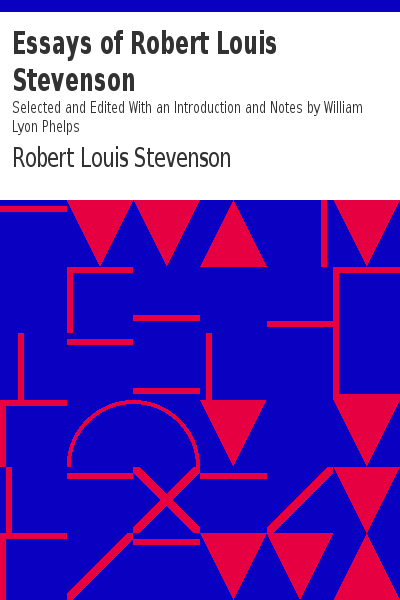 Essays of Robert Louis
Stevenson
Selected and Edited With an Introduction and Notes by William
Lyon Phelps
Robert Louis Stevenson